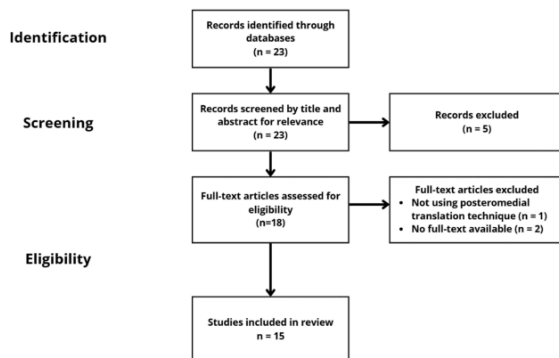 Identification
Records identified through
databases
(n = 23)
Screening
Records screened by title and
abstract for relevance
(n = 23)
Records excluded
(n = 5)
Full-text articles assessed for
eligibility
(n=18)
Full-text articles excluded
• Not using posteromedial
translation technique (n = 1)
• No full-text available (n = 2)
Eligibility
Studies included in review
n = 15